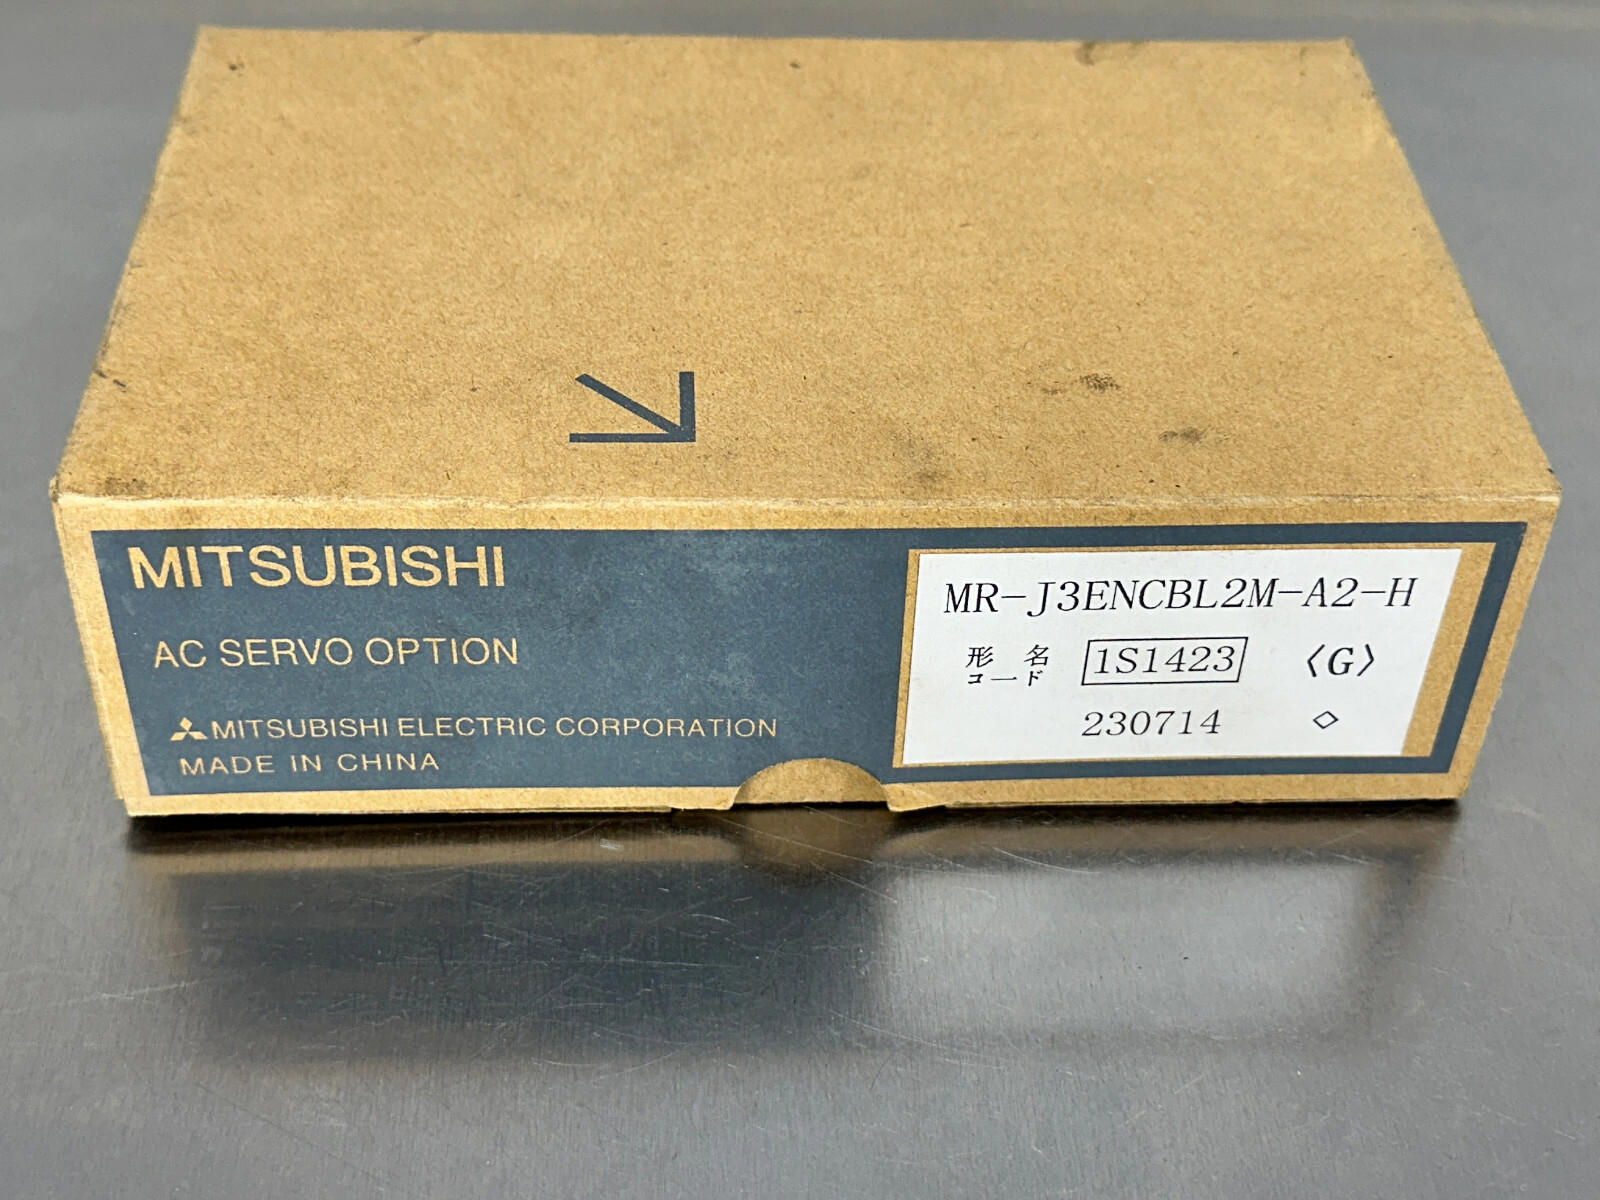 MITSUBISHI
AC SERVO OPTION
MITSUBISHI ELECTRIC CORPORATION
MADE IN CHINA
MR-J3ENCBL2M-A2-H
形名
コード 1S1423 〈G〉
230714 ◇